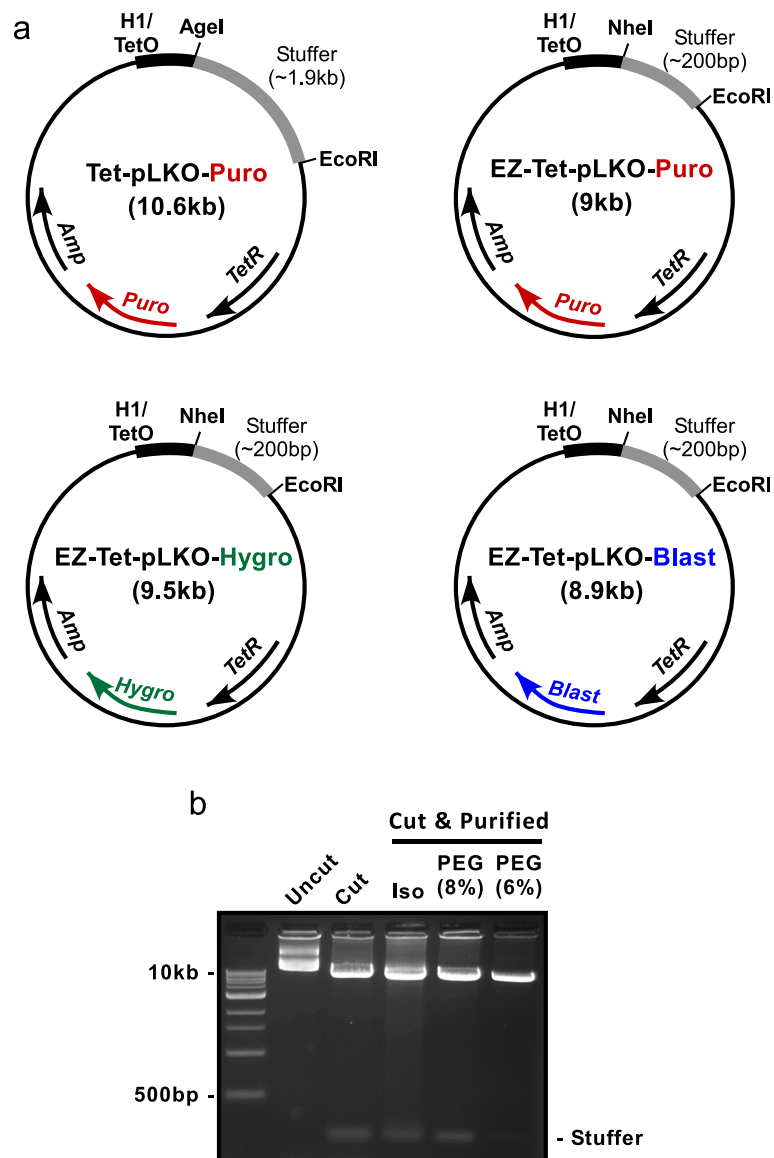 a
H1/
TetO
AgeI
Stuffer
(~1.9kb)
EcoRI
Tet-pLKO-Puro
(10.6kb)
Amp
Puro
TetR
H1/
TetO
NheI
Stuffer
(~200bp)
EcoRI
EZ-Tet-pLKO-Puro
(9kb)
Amp
Puro
TetR
H1/
TetO
NheI
Stuffer
(~200bp)
EcoRI
EZ-Tet-pLKO-Hygro
(9.5kb)
Amp
Hygro
TetR
H1/
TetO
NheI
Stuffer
(~200bp)
EcoRI
EZ-Tet-pLKO-Blast
(8.9kb)
Amp
Blast
TetR
b
Cut & Purified
Uncut
Cut
Iso
PEG
(8%)
PEG
(6%)
10kb -
500bp -
- Stuffer